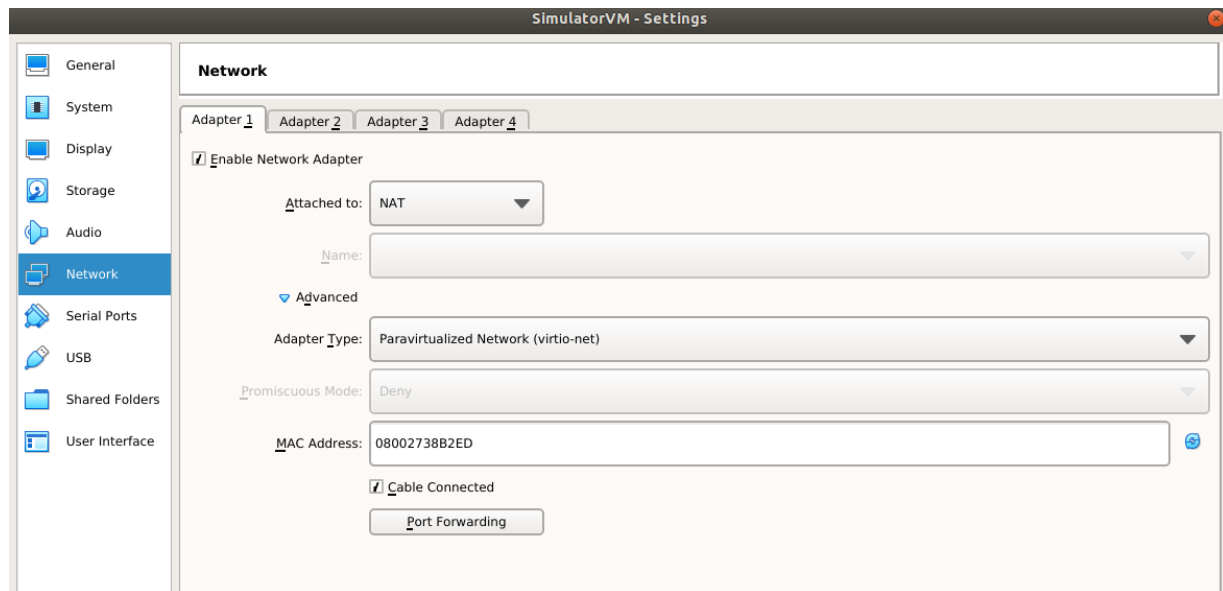 SimulatorVM - Settings
General
System
Display
Storage
Audio
Network
Serial Ports
USB
Shared Folders
User Interface
Network
Adapter 1 Adapter 2 Adapter 3 Adapter 4
Enable Network Adapter
Attached to: NAT
Name:
Advanced
Adapter Type: Paravirtualized Network (virtio-net)
Promiscuous Mode: Deny
MAC Address: 08002738B2ED
Cable Connected
Port Forwarding